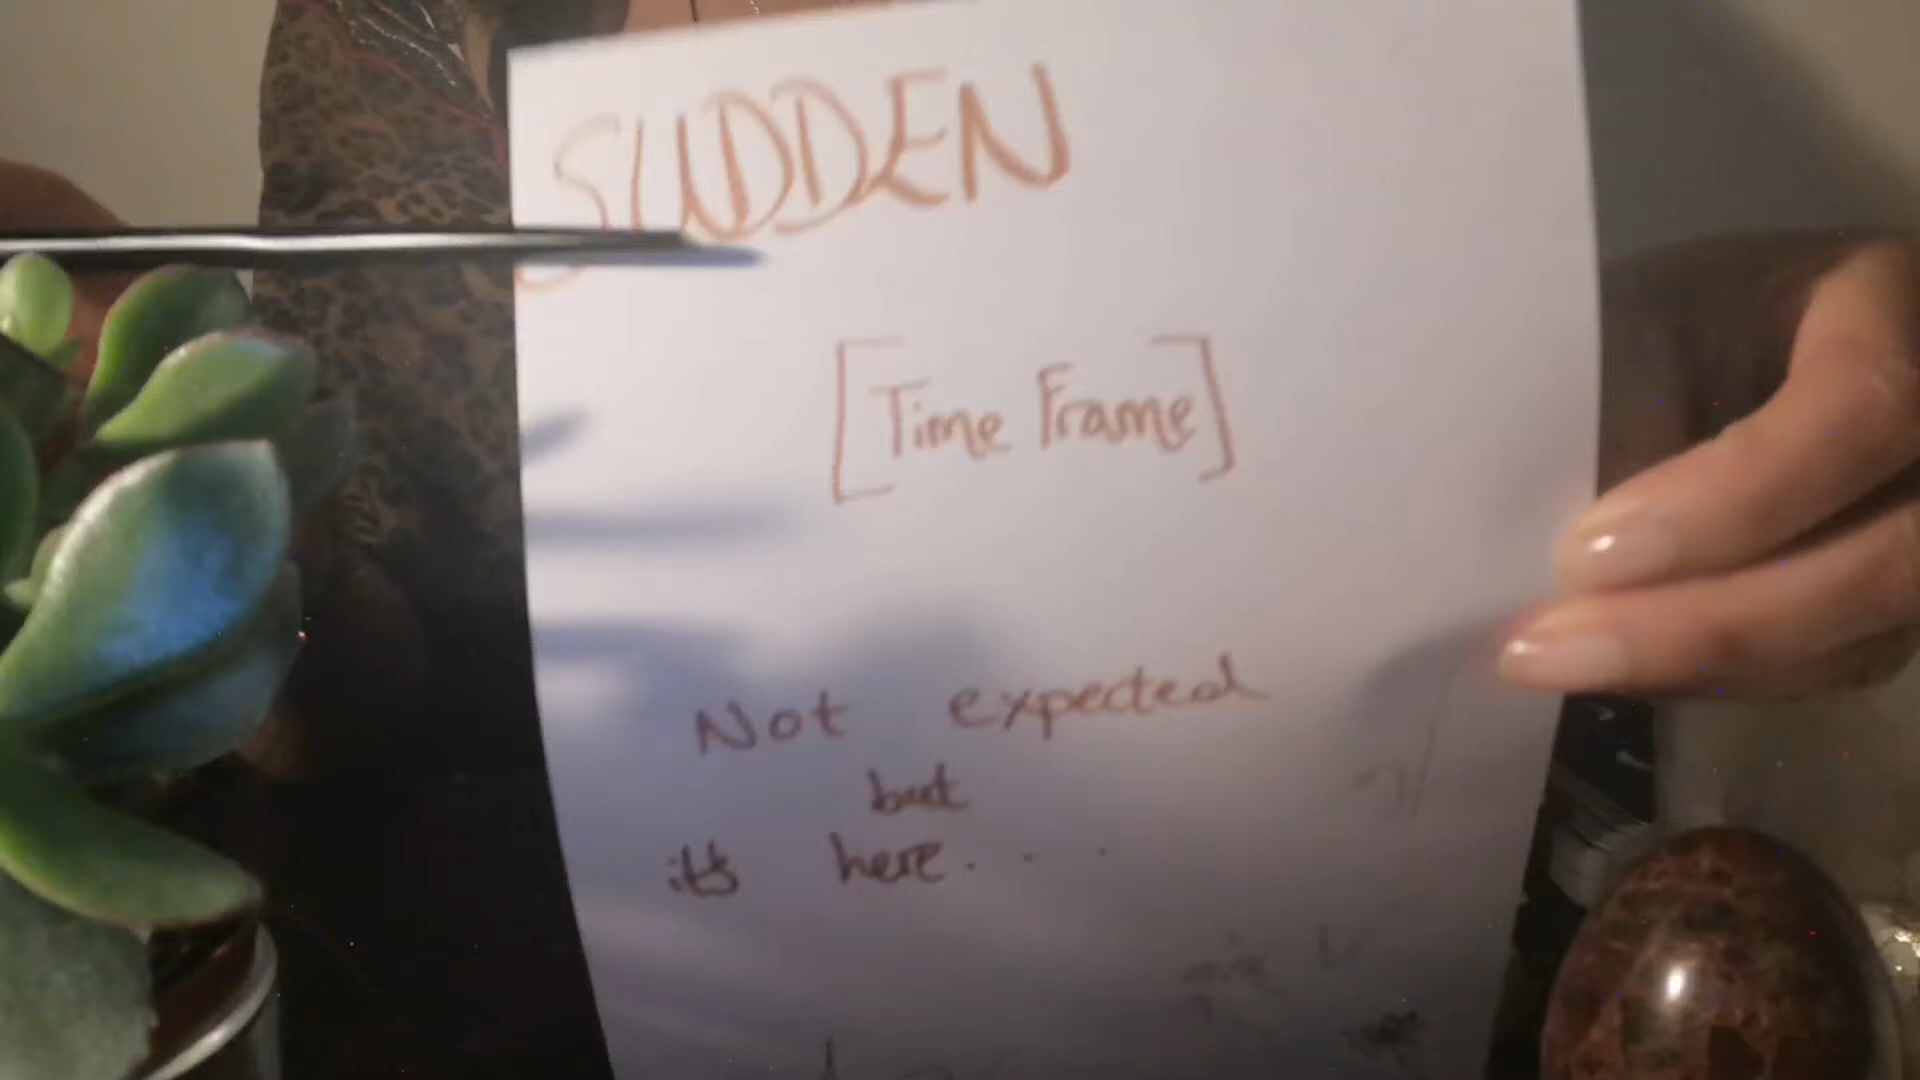 SUDDEN
[Time Frame]
Not expected
but
it's here...